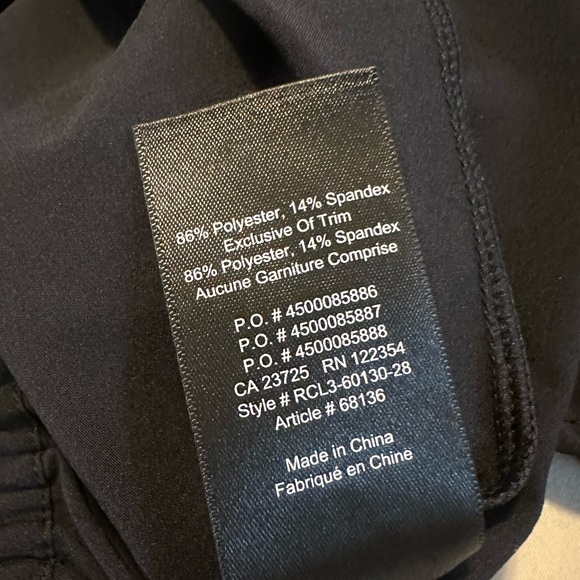 86% Polyester, 14% Spandex
Exclusive Of Trim
86% Polyester, 14% Spandex
Aucune Garniture Comprise
P.O. # 4500085886
P.O. # 4500085887
P.O. # 4500085888
CA 23725 RN 122354
Style # RCL3-60130-28
Article # 68136
Made in China
Fabriqué en Chine